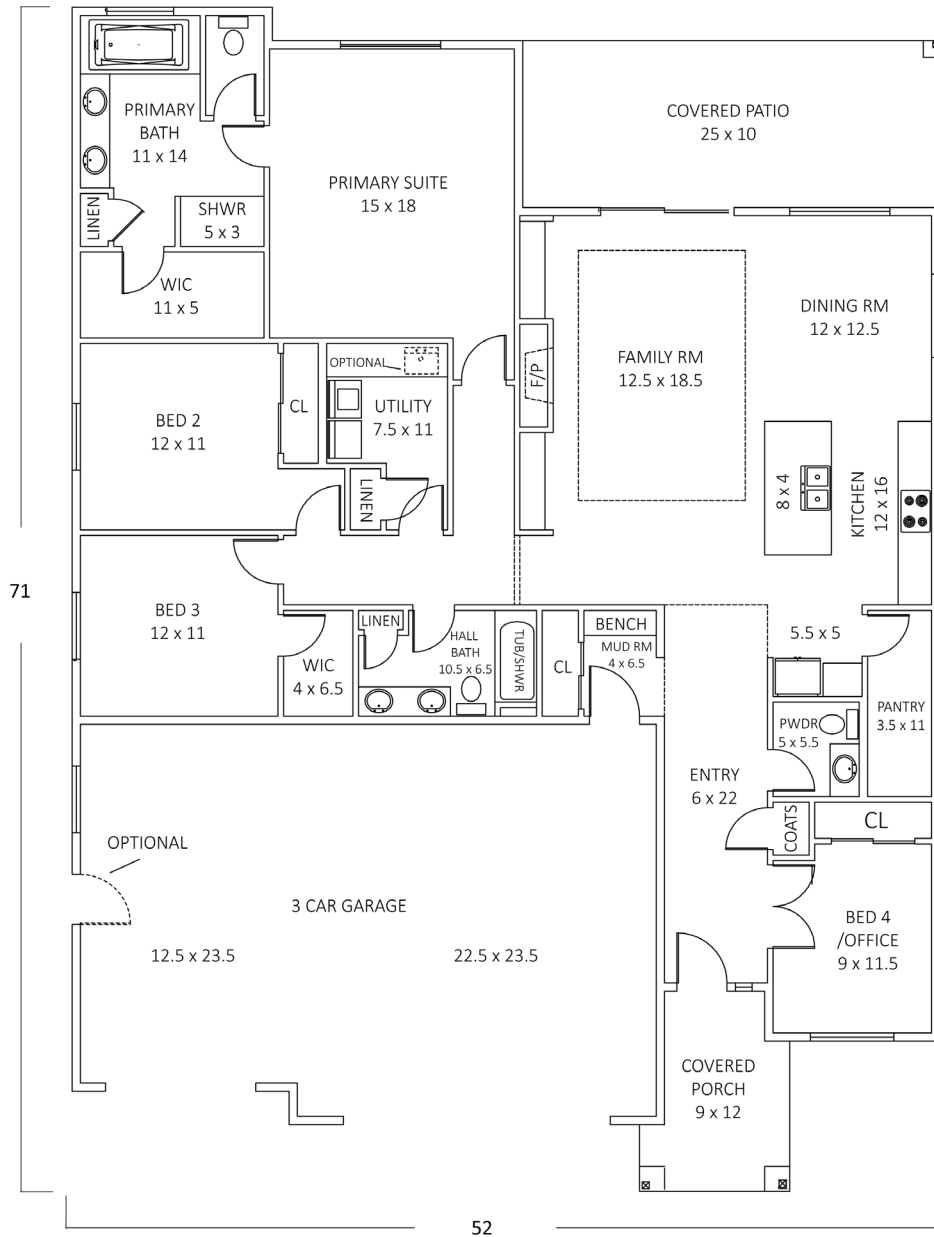 PRIMARY
BATH
11 x 14
COVERED PATIO
25 x 10
PRIMARY SUITE
15 x 18
LINEN
SHWR
5 x 3
WIC
11 x 5
DINING RM
12 x 12.5
FAMILY RM
12.5 x 18.5
F/P
OPTIONAL
CL
UTILITY
7.5 x 11
BED 2
12 x 11
LINEN
8 x 4
KITCHEN
12 x 16
71
BED 3
12 x 11
WIC
4 x 6.5
LINEN
HALL
BATH
10.5 x 6.5
TUB/SHWR
CL
BENCH
MUD RM
4 x 6.5
5.5 x 5
PANTRY
3.5 x 11
PWDR
5 x 5.5
ENTRY
6 x 22
COATS
CL
OPTIONAL
3 CAR GARAGE
12.5 x 23.5
22.5 x 23.5
BED 4
/OFFICE
9 x 11.5
COVERED
PORCH
9 x 12
52